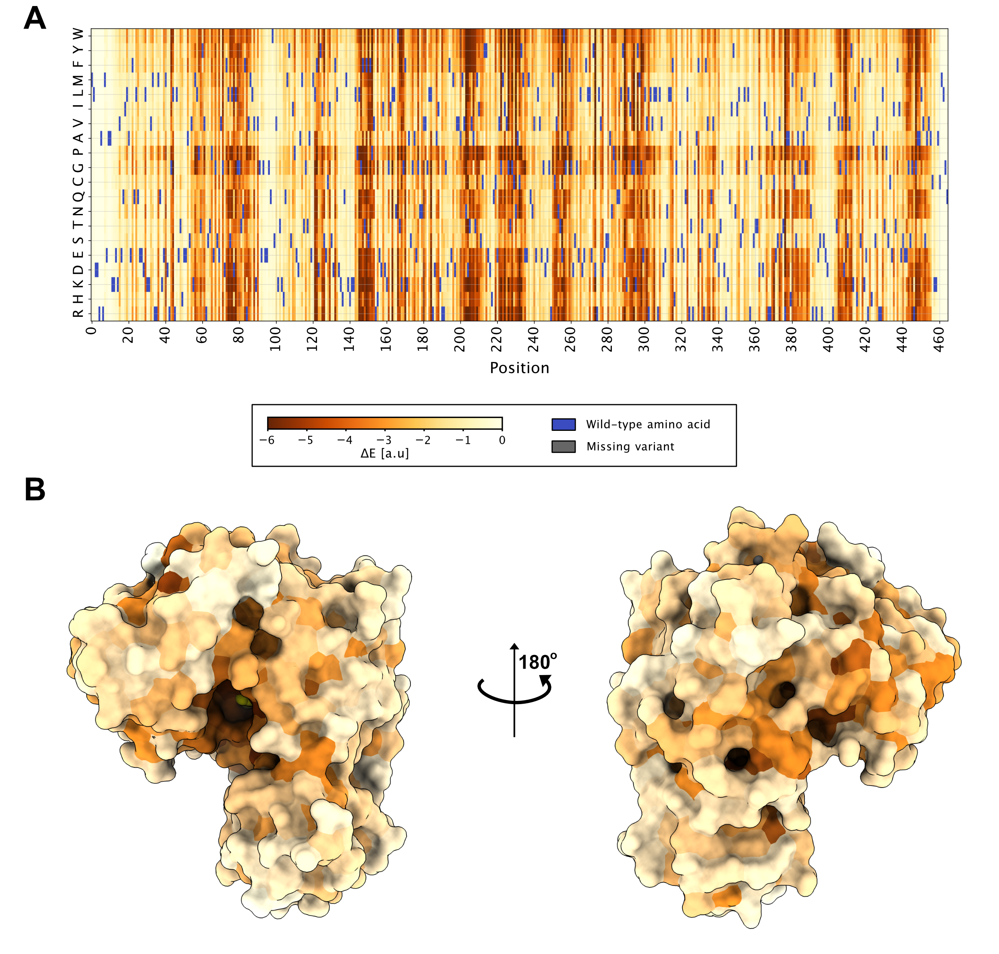 A
W
Y
F
M
L
I
V
A
P
G
C
Q
N
T
S
E
D
K
H
R
0 20 40 60 80 100 120 140 160 180 200 220 240 260 280 300 320 340 360 380 400 420 440 460
Position
−6 −5 −4 −3 −2 −1 0
ΔE [a.u]
Wild-type amino acid
Missing variant
B
180°